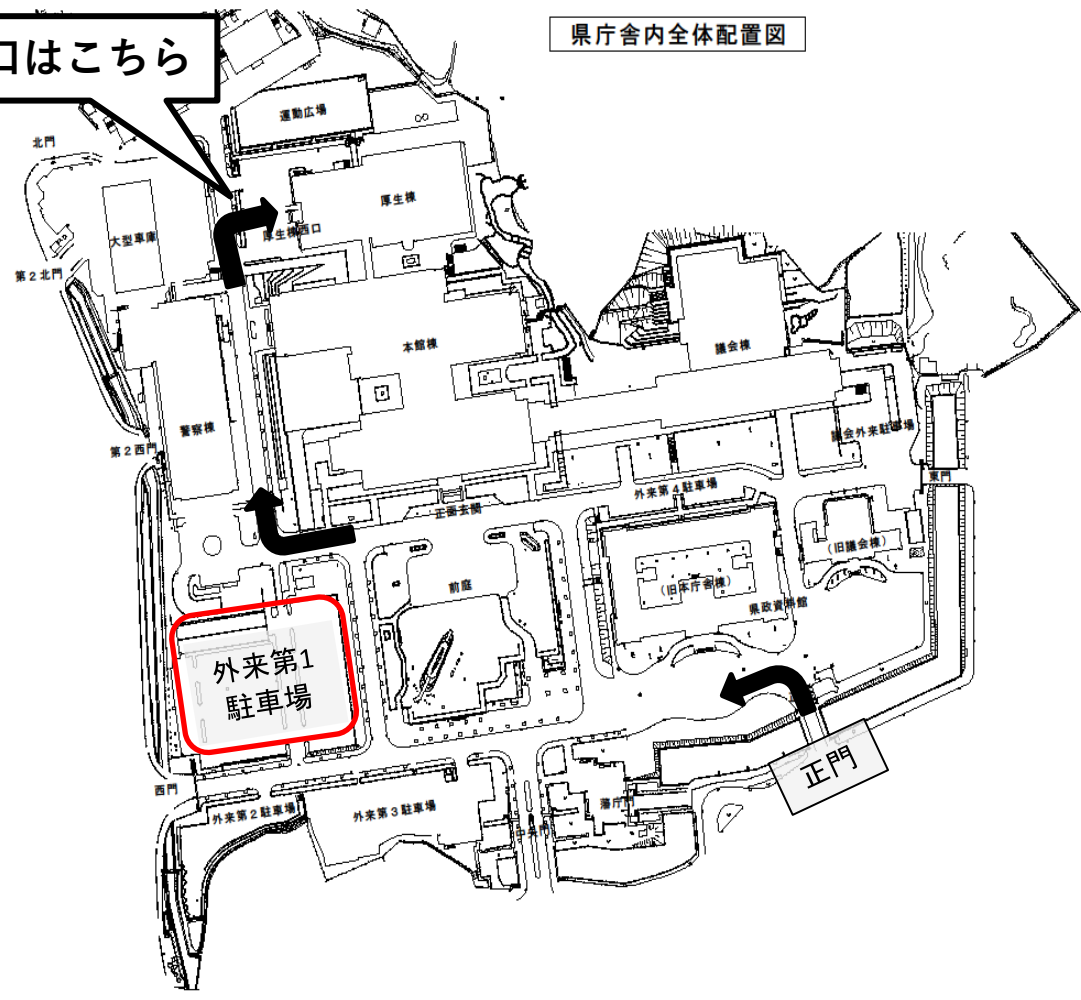 県庁舎内全体配置図
口はこちら
運動広場
北門
厚生棟
大型車庫
厚生棟西口
第2北門
本館棟
議会棟
警察棟
第2西門
議会外来駐車場
東門
外来第4駐車場
正面玄関
(旧議会棟)
前庭
(旧本庁舎棟)
県政資料館
外来第1
駐車場
正門
西門
外来第2駐車場
外来第3駐車場
藩庁門
中央門